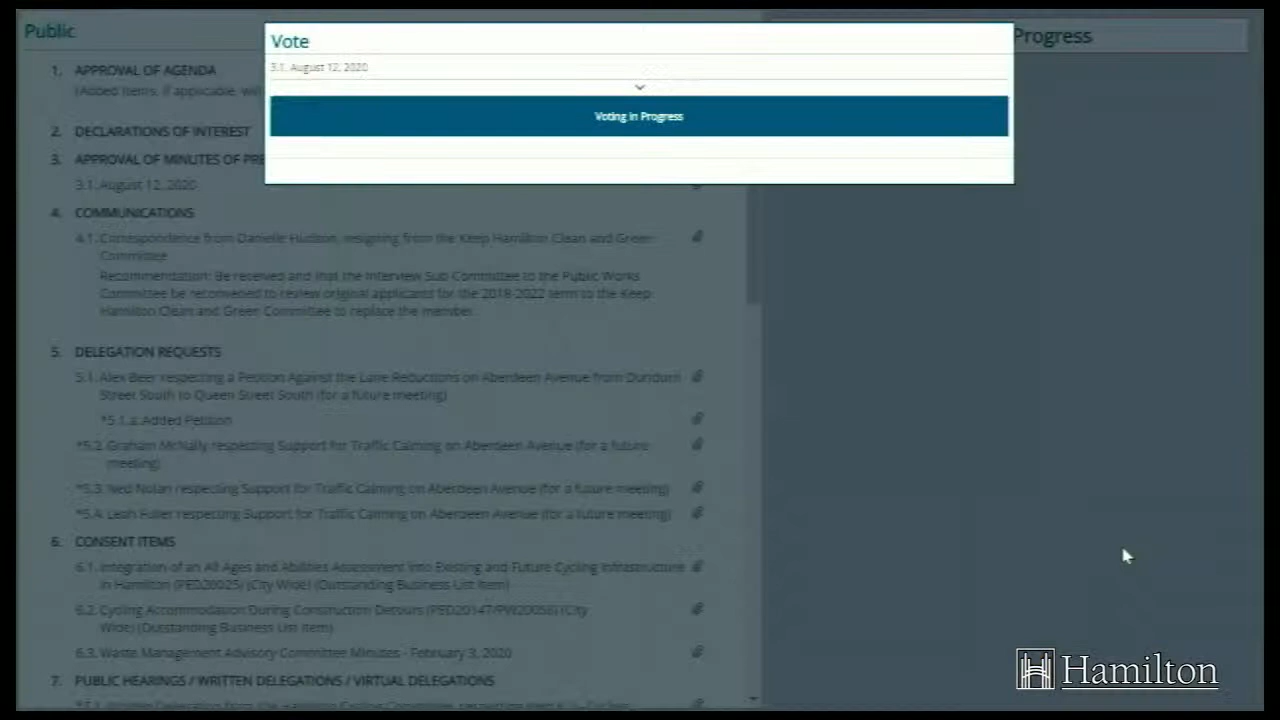 Public
Progress
Vote
3.1. August 12, 2020
Voting in Progress
1. APPROVAL OF AGENDA
(Added Items, if applicable, will
2. DECLARATIONS OF INTEREST
3. APPROVAL OF MINUTES OF PRE
3.1. August 12, 2020
4. COMMUNICATIONS
4.1. Correspondence from Danielle Hudson, resigning from the Keep Hamilton Clean and Green
Committee
Recommendation: Be received and that the Interview Sub Committee to the Public Works
Committee be reconvened to review original applicants for the 2018-2022 term to the Keep
Hamilton Clean and Green Committee to replace the member.
5. DELEGATION REQUESTS
5.1. Alex Beer respecting a Petition Against the Lane Reductions on Aberdeen Avenue from Dundurn
Street South to Queen Street South (for a future meeting)
*5.1.a. Added Petition
*5.2. Graham McNally respecting Support for Traffic Calming on Aberdeen Avenue (for a future
meeting)
*5.3. Ned Nolan respecting Support for Traffic Calming on Aberdeen Avenue (for a future meeting)
*5.4. Leah Fuller respecting Support for Traffic Calming on Aberdeen Avenue (for a future meeting)
6. CONSENT ITEMS
6.1. Integration of an All Ages and Abilities Assessment into Existing and Future Cycling Infrastructure
in Hamilton (PED20025) (City Wide) (Outstanding Business List Item)
6.2. Cycling Accommodation During Construction Detours (PED20147/PW20056) (City
Wide) (Outstanding Business List Item)
6.3. Waste Management Advisory Committee Minutes - February 3, 2020
7. PUBLIC HEARINGS / WRITTEN DELEGATIONS / VIRTUAL DELEGATIONS
Hamilton